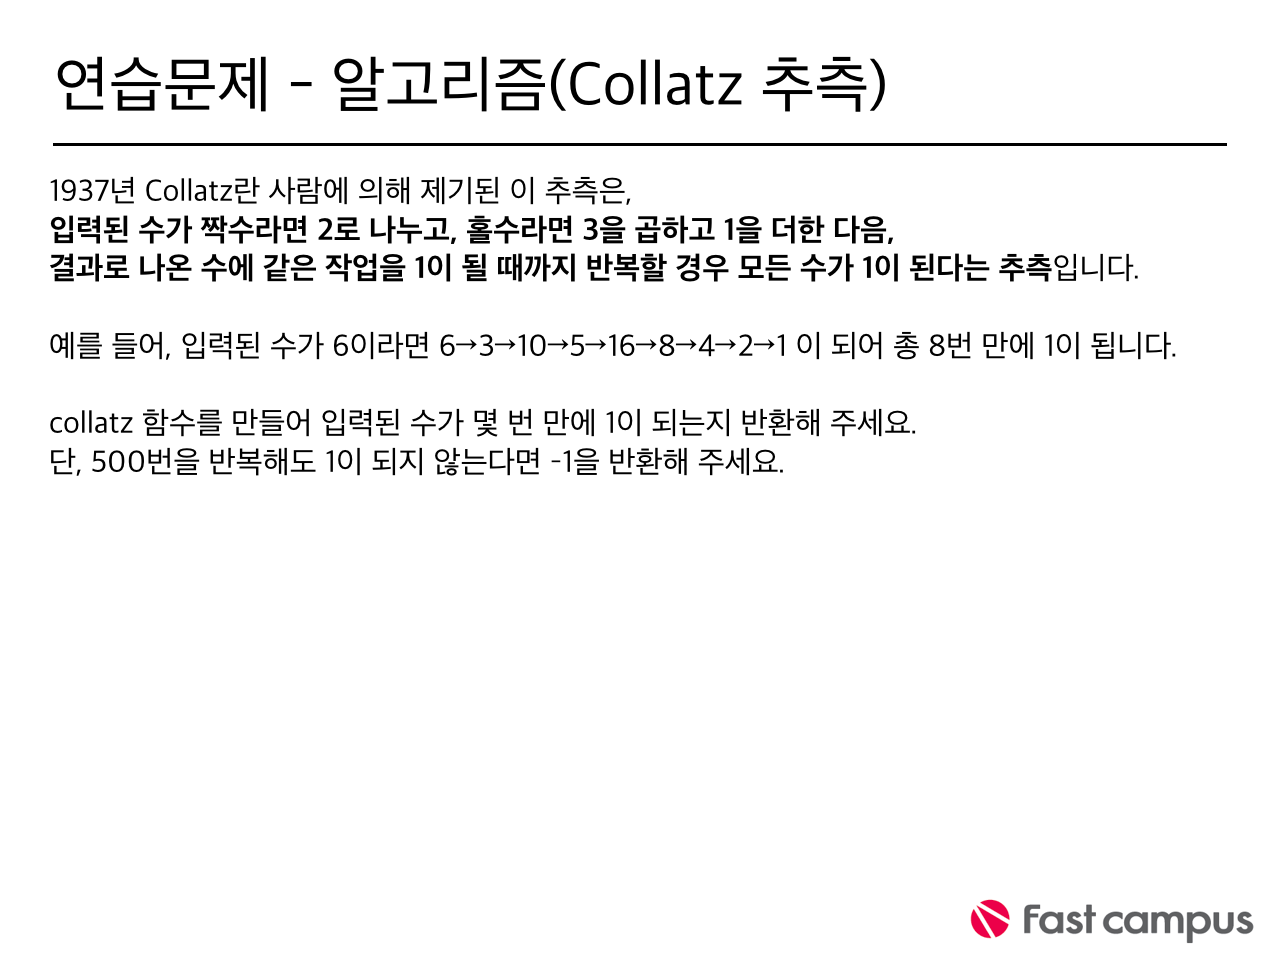 연습문제 - 알고리즘(Collatz 추측)
1937년 Collatz란 사람에 의해 제기된 이 추측은,
입력된 수가 짝수라면 2로 나누고, 홀수라면 3을 곱하고 1을 더한 다음,
결과로 나온 수에 같은 작업을 1이 될 때까지 반복할 경우 모든 수가 1이 된다는 추측입니다.
예를 들어, 입력된 수가 6이라면 6→3→10→5→16→8→4→2→1 이 되어 총 8번 만에 1이 됩니다.
collatz 함수를 만들어 입력된 수가 몇 번 만에 1이 되는지 반환해 주세요.
단, 500번을 반복해도 1이 되지 않는다면 -1을 반환해 주세요.
fast campus